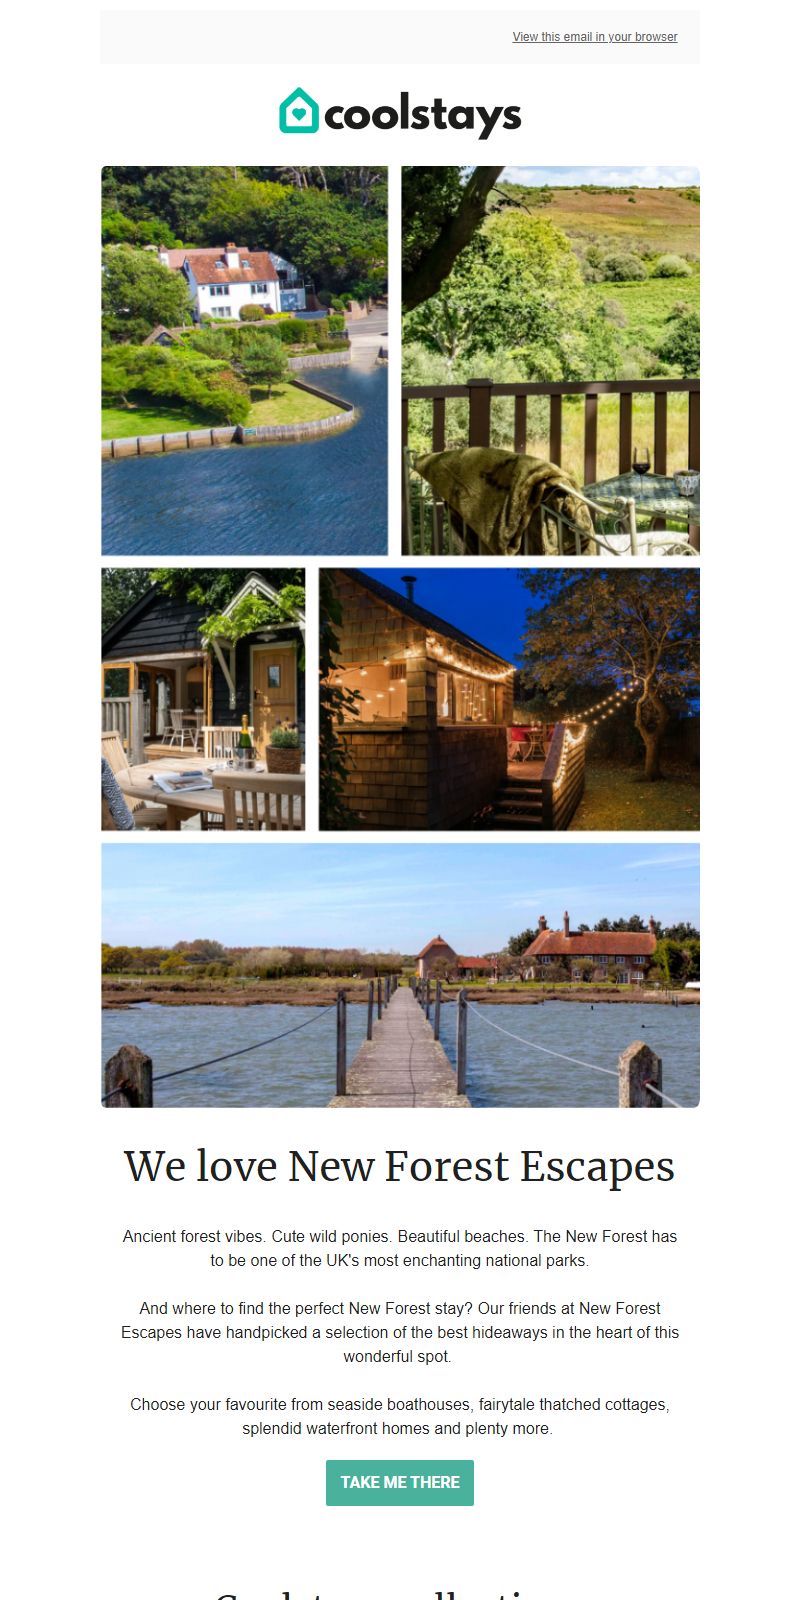 View this email in your browser
coolstays
We love New Forest Escapes
Ancient forest vibes. Cute wild ponies. Beautiful beaches. The New Forest has
to be one of the UK's most enchanting national parks.
And where to find the perfect New Forest stay? Our friends at New Forest
Escapes have handpicked a selection of the best hideaways in the heart of this
wonderful spot.
Choose your favourite from seaside boathouses, fairytale thatched cottages,
splendid waterfront homes and plenty more.
TAKE ME THERE